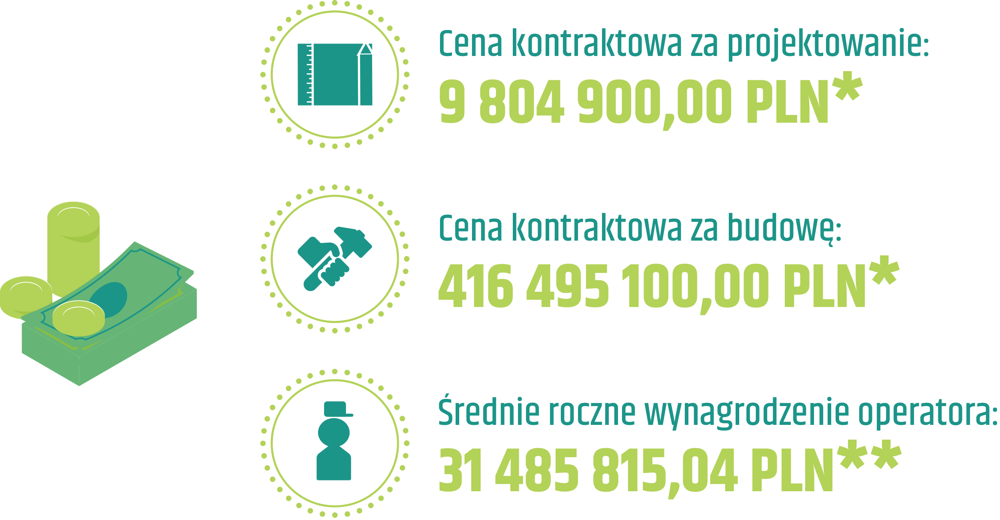 Cena kontraktowa za projektowanie:
9 804 900,00 PLN*
Cena kontraktowa za budowę:
416 495 100,00 PLN*
Średnie roczne wynagrodzenie operatora:
31 485 815,04 PLN**